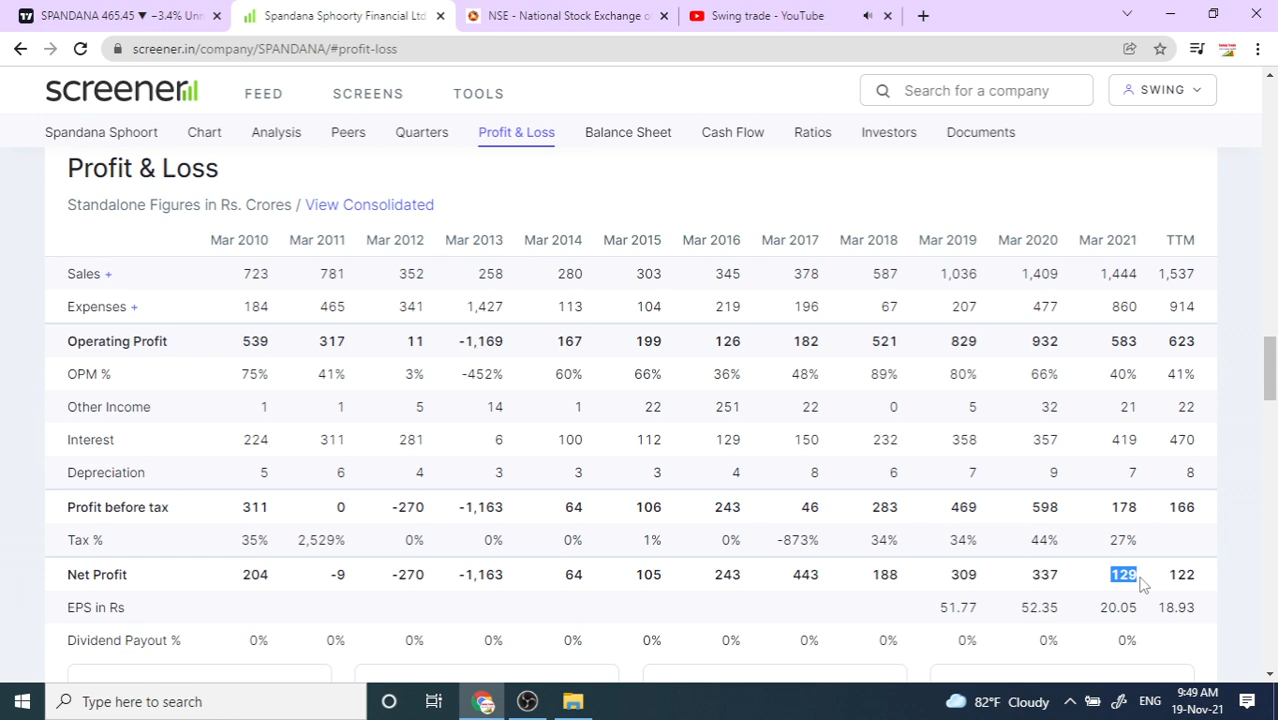 SPANDANA 465.45 ▼ −3.4% Unn
Spandana Sphoorty Financial Ltd
NSE - National Stock Exchange o
Swing trade - YouTube
screener.in/company/SPANDANA/#profit-loss
screener
FEED SCREENS TOOLS
Search for a company
SWING
Spandana Sphoort Chart Analysis Peers Quarters Profit & Loss Balance Sheet Cash Flow Ratios Investors Documents
Profit & Loss
Standalone Figures in Rs. Crores / View Consolidated
Mar 2010 Mar 2011 Mar 2012 Mar 2013 Mar 2014 Mar 2015 Mar 2016 Mar 2017 Mar 2018 Mar 2019 Mar 2020 Mar 2021 TTM
Sales + 723 781 352 258 280 303 345 378 587 1,036 1,409 1,444 1,537
Expenses + 184 465 341 1,427 113 104 219 196 67 207 477 860 914
Operating Profit 539 317 11 -1,169 167 199 126 182 521 829 932 583 623
OPM % 75% 41% 3% -452% 60% 66% 36% 48% 89% 80% 66% 40% 41%
Other Income 1 1 5 14 1 22 251 22 0 5 32 21 22
Interest 224 311 281 6 100 112 129 150 232 358 357 419 470
Depreciation 5 6 4 3 3 3 4 8 6 7 9 7 8
Profit before tax 311 0 -270 -1,163 64 106 243 46 283 469 598 178 166
Tax % 35% 2,529% 0% 0% 0% 1% 0% -873% 34% 34% 44% 27%
Net Profit 204 -9 -270 -1,163 64 105 243 443 188 309 337 129 122
EPS in Rs 51.77 52.35 20.05 18.93
Dividend Payout % 0% 0% 0% 0% 0% 0% 0% 0% 0% 0% 0% 0%
Type here to search
82°F Cloudy
ENG
9:49 AM
19-Nov-21